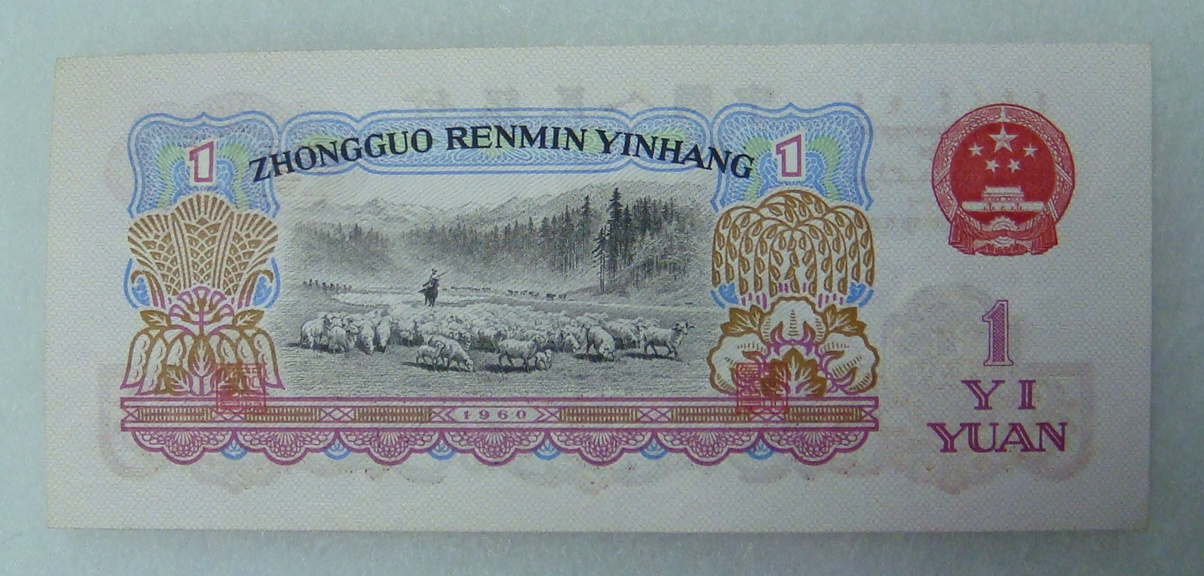 ZHONGGUO RENMIN YINHANG
1
1
1960
1
YI
YUAN